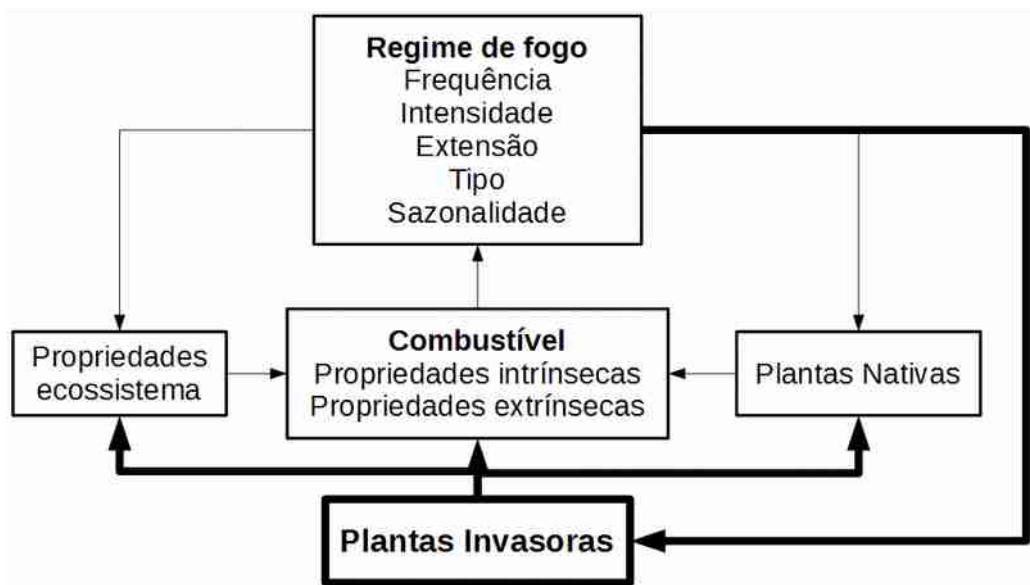 Regime de fogo
Frequência
Intensidade
Extensão
Tipo
Sazonalidade
Propriedades
ecossistema
Combustível
Propriedades intrínsecas
Propriedades extrínsecas
Plantas Nativas
Plantas Invasoras